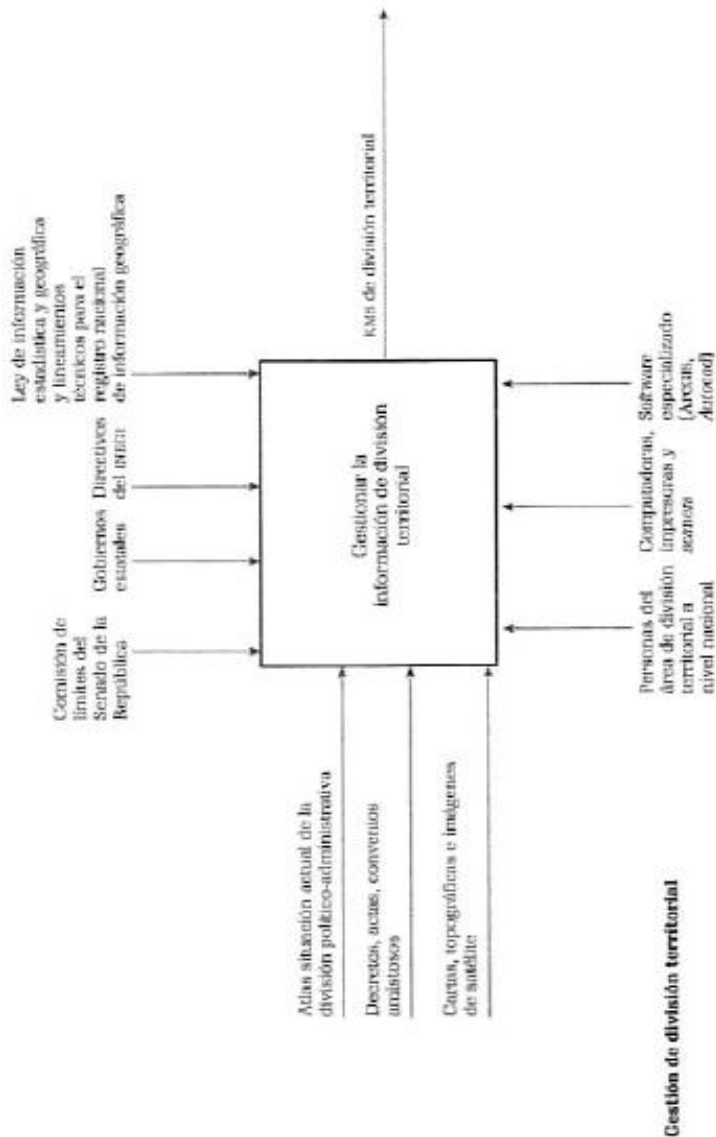 Comisión de
límites del
Senado de la
República
Gobiernos
estatales
Directivos
del INEGI
Ley de información
estadística y geográfica
y lineamientos
técnicos para el
registro nacional
de información geográfica
Atlas situación actual de la
división político-administrativa
Decretos, actas, convenios
amistosos
Cartas, topográficas e imágenes
de satélite
Gestionar la
información de división
territorial
KMS de división territorial
Personas del
área de división
territorial a
nivel nacional
Computadoras,
impresoras y
scaners
Software
especializado
(Arcgis,
Autocad)
Gestión de división territorial